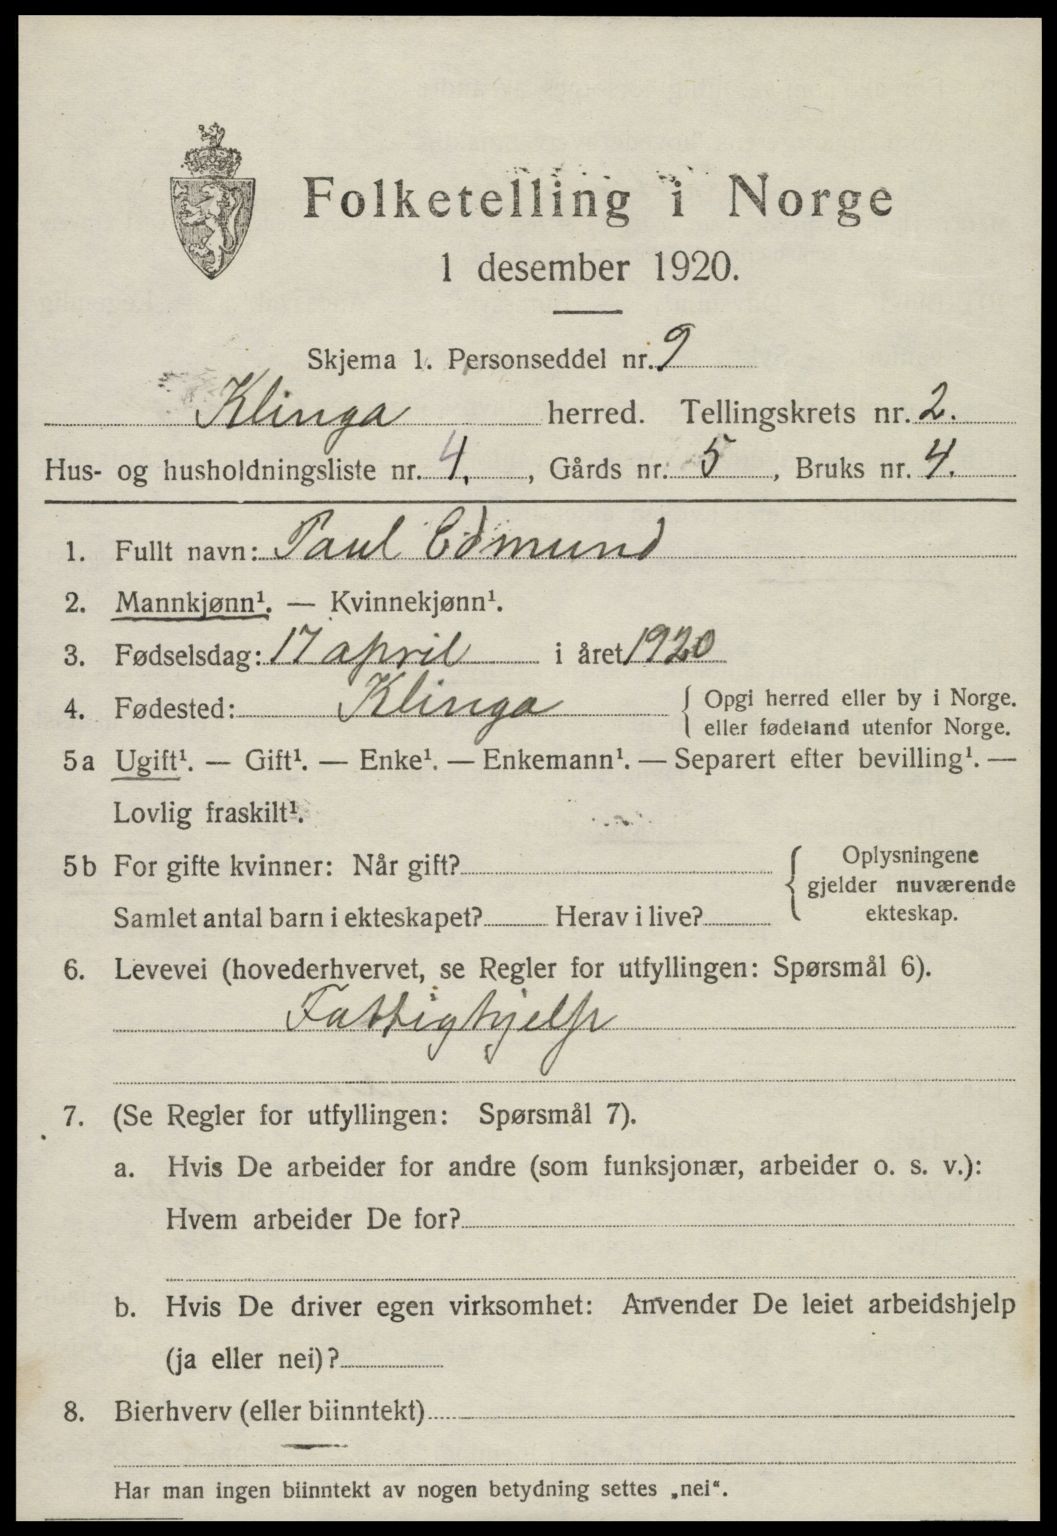 Folketelling i Norge
1 desember 1920.
Skjema 1. Personseddel nr. 9
Klinga herred. Tellingskrets nr. 2.
Hus- og husholdningsliste nr. 4. , Gårds nr. 5 , Bruks nr. 4.
1. Fullt navn: Paul Edmund
2. Mannkjønn¹. — Kvinnekjønn¹.
3. Fødselsdag: 17 april i året 1920
4. Fødested: Klinga { Opgi herred eller by i Norge.
eller fødeland utenfor Norge.
5a Ugift¹. — Gift¹. — Enke¹. — Enkemann¹. — Separert efter bevilling¹. —
Lovlig fraskilt¹.
5b For gifte kvinner: Når gift? { Oplysningene
gjelder nuværende
Samlet antal barn i ekteskapet? Herav i live? ekteskap.
6. Levevei (hovederhvervet, se Regler for utfyllingen: Spørsmål 6).
Fattighjelp
7. (Se Regler for utfyllingen: Spørsmål 7).
a. Hvis De arbeider for andre (som funksjonær, arbeider o. s. v.):
Hvem arbeider De for?
b. Hvis De driver egen virksomhet: Anvender De leiet arbeidshjelp
(ja eller nei)?
8. Bierhverv (eller biinntekt)
—
Har man ingen biinntekt av nogen betydning settes „nei“.